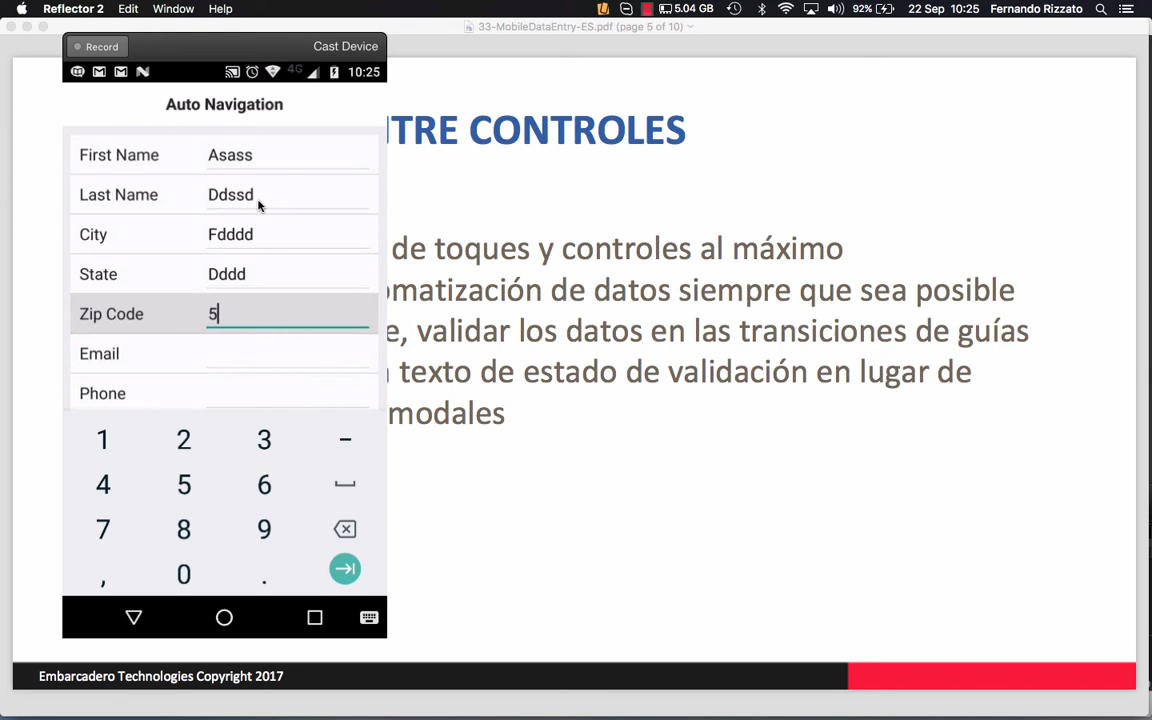 Reflector 2 Edit Window Help 5.04 GB 92% 22 Sep 10:25 Fernando Rizzato
33-MobileDataEntry-ES.pdf (page 5 of 10)
Record Cast Device
4G 10:25
Auto Navigation
First Name Asass
Last Name Ddssd
City Fdddd
State Dddd
Zip Code 5
Email
Phone
1 2 3 -
4 5 6
7 8 9
, 0 .
TRE CONTROLES
de toques y controles al máximo
omatización de datos siempre que sea posible
e, validar los datos en las transiciones de guías
texto de estado de validación en lugar de
modales
Embarcadero Technologies Copyright 2017